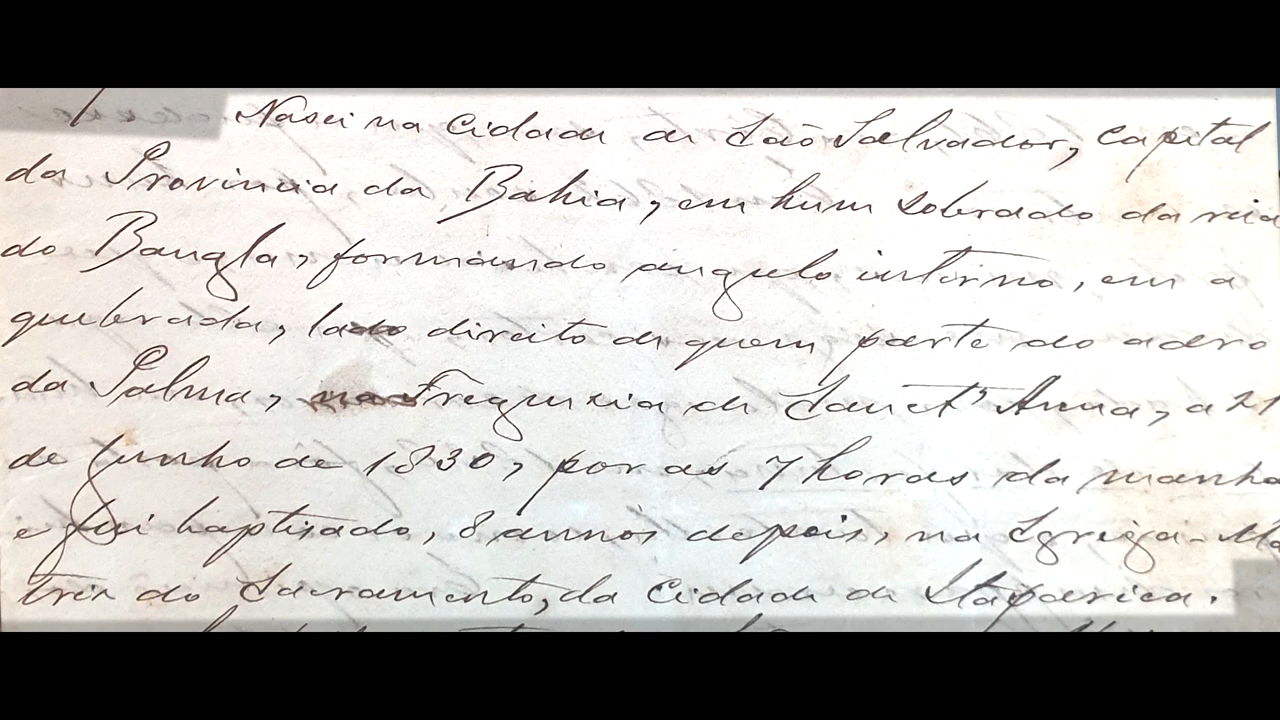 Nasci na cidade de São Salvador, capital
da Provincia da Bahia, em hum sobrado da rua
do Bangla, formando angulo interno, em a
quebrada, lado direito de quem parte do adro
da Palma, na Freguezia de Sanct'Anna, a 21
de Junho de 1830, por as 7 horas da manhã
e fui baptisado, 8 annos depois, na Igreja-Ma
triz do Sacramento, da Cidade de Itaparica.